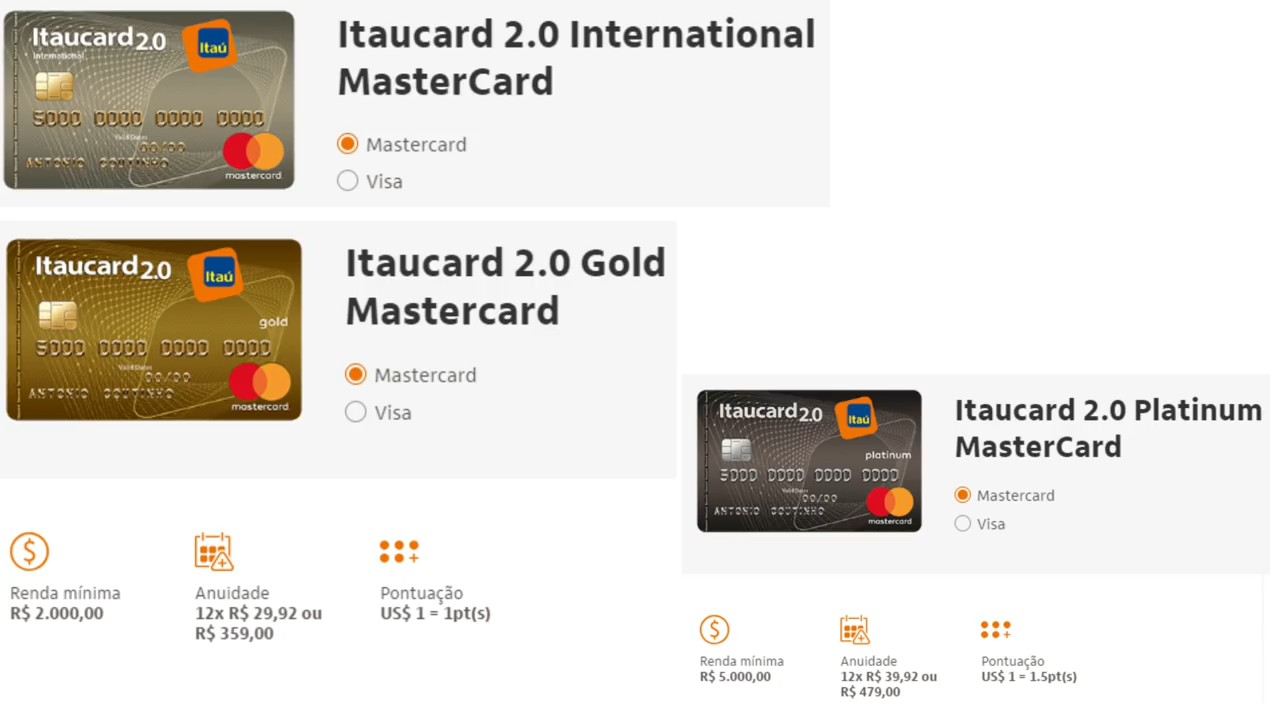 Itaucard 2.0
International
Itaú
5000 0000 0000 0000
00/00
ANTONIO COUTINHO
mastercard
Itaucard 2.0 International
MasterCard
Mastercard
Visa
Itaucard 2.0
Itaú
gold
5000 0000 0000 0000
00/00
ANTONIO COUTINHO
mastercard
Itaucard 2.0 Gold
Mastercard
Mastercard
Visa
Renda mínima
R$ 2.000,00
Anuidade
12x R$ 29,92 ou
R$ 359,00
Pontuação
US$ 1 = 1pt(s)
Itaucard 2.0
Itaú
platinum
5000 0000 0000 0000
00/00
ANTONIO COUTINHO
mastercard
Itaucard 2.0 Platinum
MasterCard
Mastercard
Visa
Renda mínima
R$ 5.000,00
Anuidade
12x R$ 39,92 ou
R$ 479,00
Pontuação
US$ 1 = 1.5pt(s)